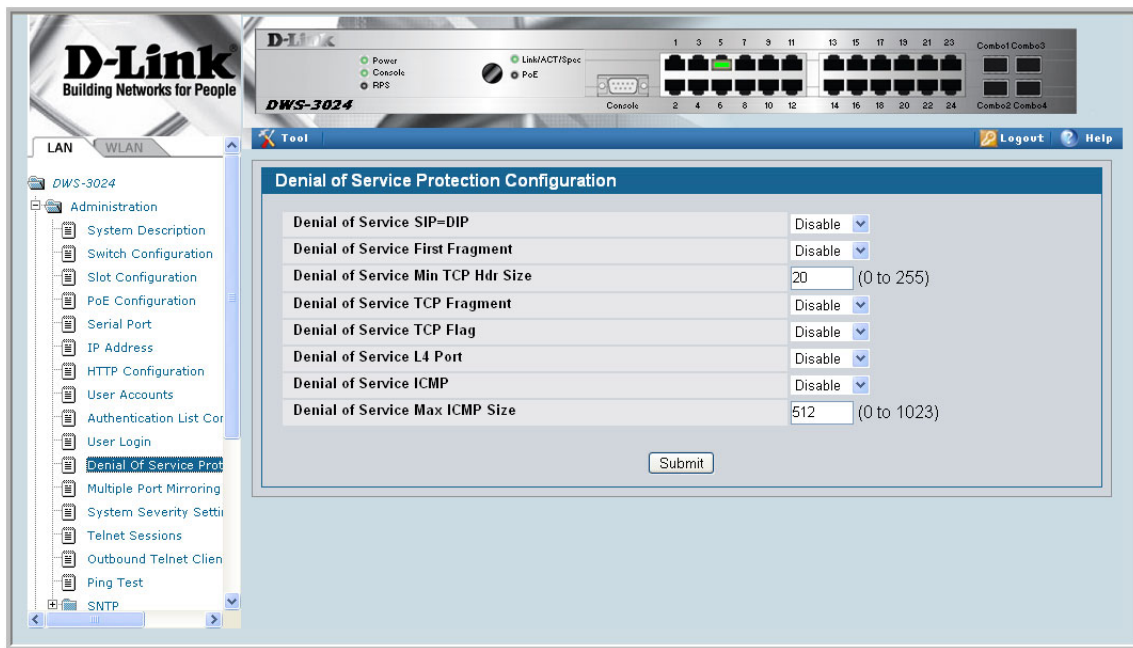 D-Link
Building Networks for People
D-Link
Power
Console
RPS
Link/ACT/Spec
PoE
DWS-3024
Console
1 3 5 7 9 11 13 15 17 19 21 23
2 4 6 8 10 12 14 16 18 20 22 24
Combo1 Combo3
Combo2 Combo4
LAN
WLAN
Tool
Logout
Help
DWS-3024
Administration
System Description
Switch Configuration
Slot Configuration
PoE Configuration
Serial Port
IP Address
HTTP Configuration
User Accounts
Authentication List Cor
User Login
Denial Of Service Prot
Multiple Port Mirroring
System Severity Setti
Telnet Sessions
Outbound Telnet Clien
Ping Test
SNTP
Denial of Service Protection Configuration
Denial of Service SIP=DIP Disable
Denial of Service First Fragment Disable
Denial of Service Min TCP Hdr Size 20 (0 to 255)
Denial of Service TCP Fragment Disable
Denial of Service TCP Flag Disable
Denial of Service L4 Port Disable
Denial of Service ICMP Disable
Denial of Service Max ICMP Size 512 (0 to 1023)
Submit